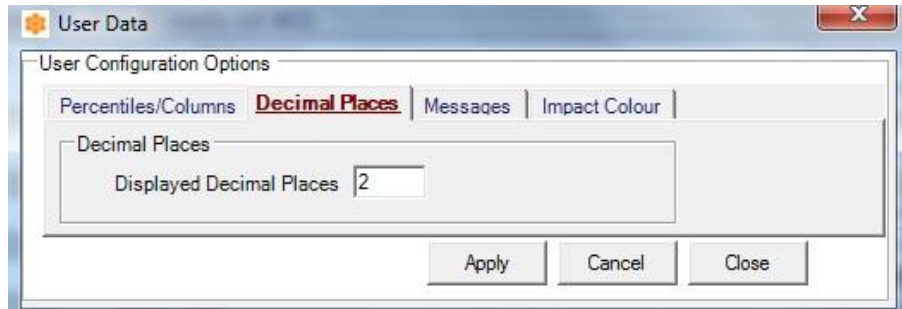 User Data
User Configuration Options
Percentiles/Columns Decimal Places Messages Impact Colour
Decimal Places
Displayed Decimal Places 2
Apply Cancel Close